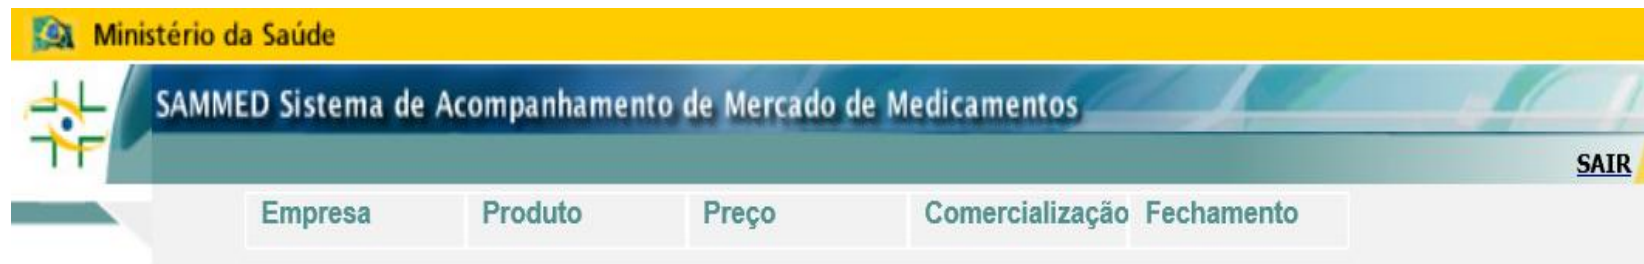 Ministério da Saúde
SAMMED Sistema de Acompanhamento de Mercado de Medicamentos
SAIR
Empresa Produto Preço Comercialização Fechamento